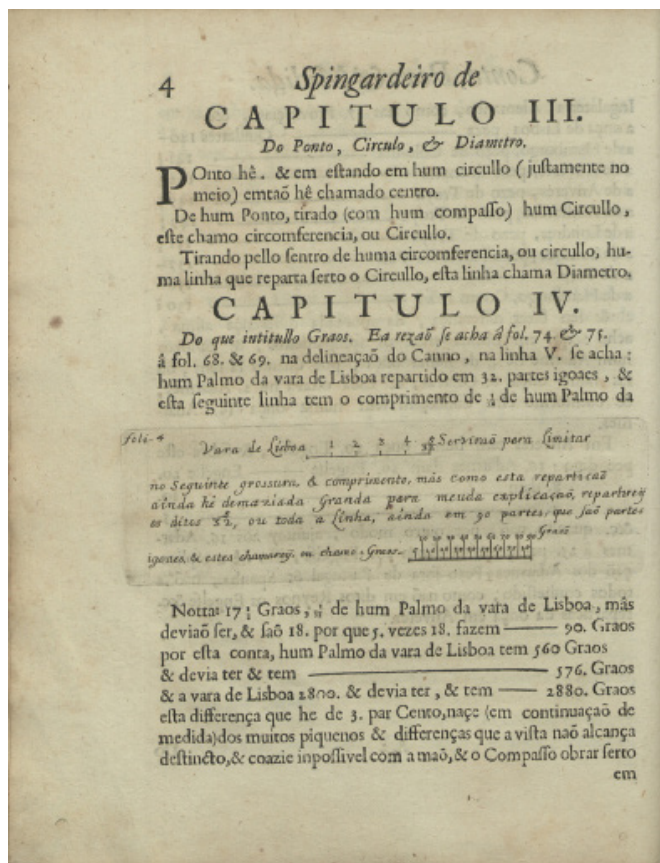 4 Spingardeiro de
CAPITULO III.
Do Ponto, Circulo, & Diametro.
POnto hê. & em estando em hum circullo ( justamente no
meio) emtaõ hê chamado centro.
De hum Ponto, tirado (com hum compasso) hum Circullo,
este chamo circomferencia, ou Circullo.
Tirando pello sentro de huma circomferencia, ou circullo, hu-
ma linha que reparta serto o Circullo, esta linha chama Diametro.
CAPITULO IV.
Do que intitullo Graos. Ea rezaõ se acha â fol. 74. & 75.
â fol. 68. & 69. na delineaçaõ do Canno, na linha V. se acha :
hum Palmo da vara de Lisboa repartido em 32. partes igoaes, &
esta seguinte linha tem o comprimento de de hum Palmo da
foli-4
Vara de Lisboa 1 2 3 4 Servirao para limitar
no Seguinte grossura, & comprimento, más como esta repartiçaõ
ainda hê demaziada Granda para meuda explicaçaõ, repartirey
os ditos ou toda a Linha, ainda em 90 partes, que saõ partes
igoaes, & estes chamarey, ou chamo, Graos. Graos
Notta: 17 Graos, de hum Palmo da vara de Lisboa, mâs
deviaõ ser, & saõ 18. por que 5. vezes 18. fazem 90. Graos
por esta conta, hum Palmo da vara de Lisboa tem 560 Graos
& devia ter & tem 576. Graos
& a vara de Lisboa 2800. & devia ter, & tem 2880. Graos
esta differença que he de 3. par Cento, naçe (em continuaçaõ de
medida)dos muitos piquenos & differenças que a vista naõ alcança
destincto,& coazie inpossivel com a maõ,& o Compasso obrar serto
em